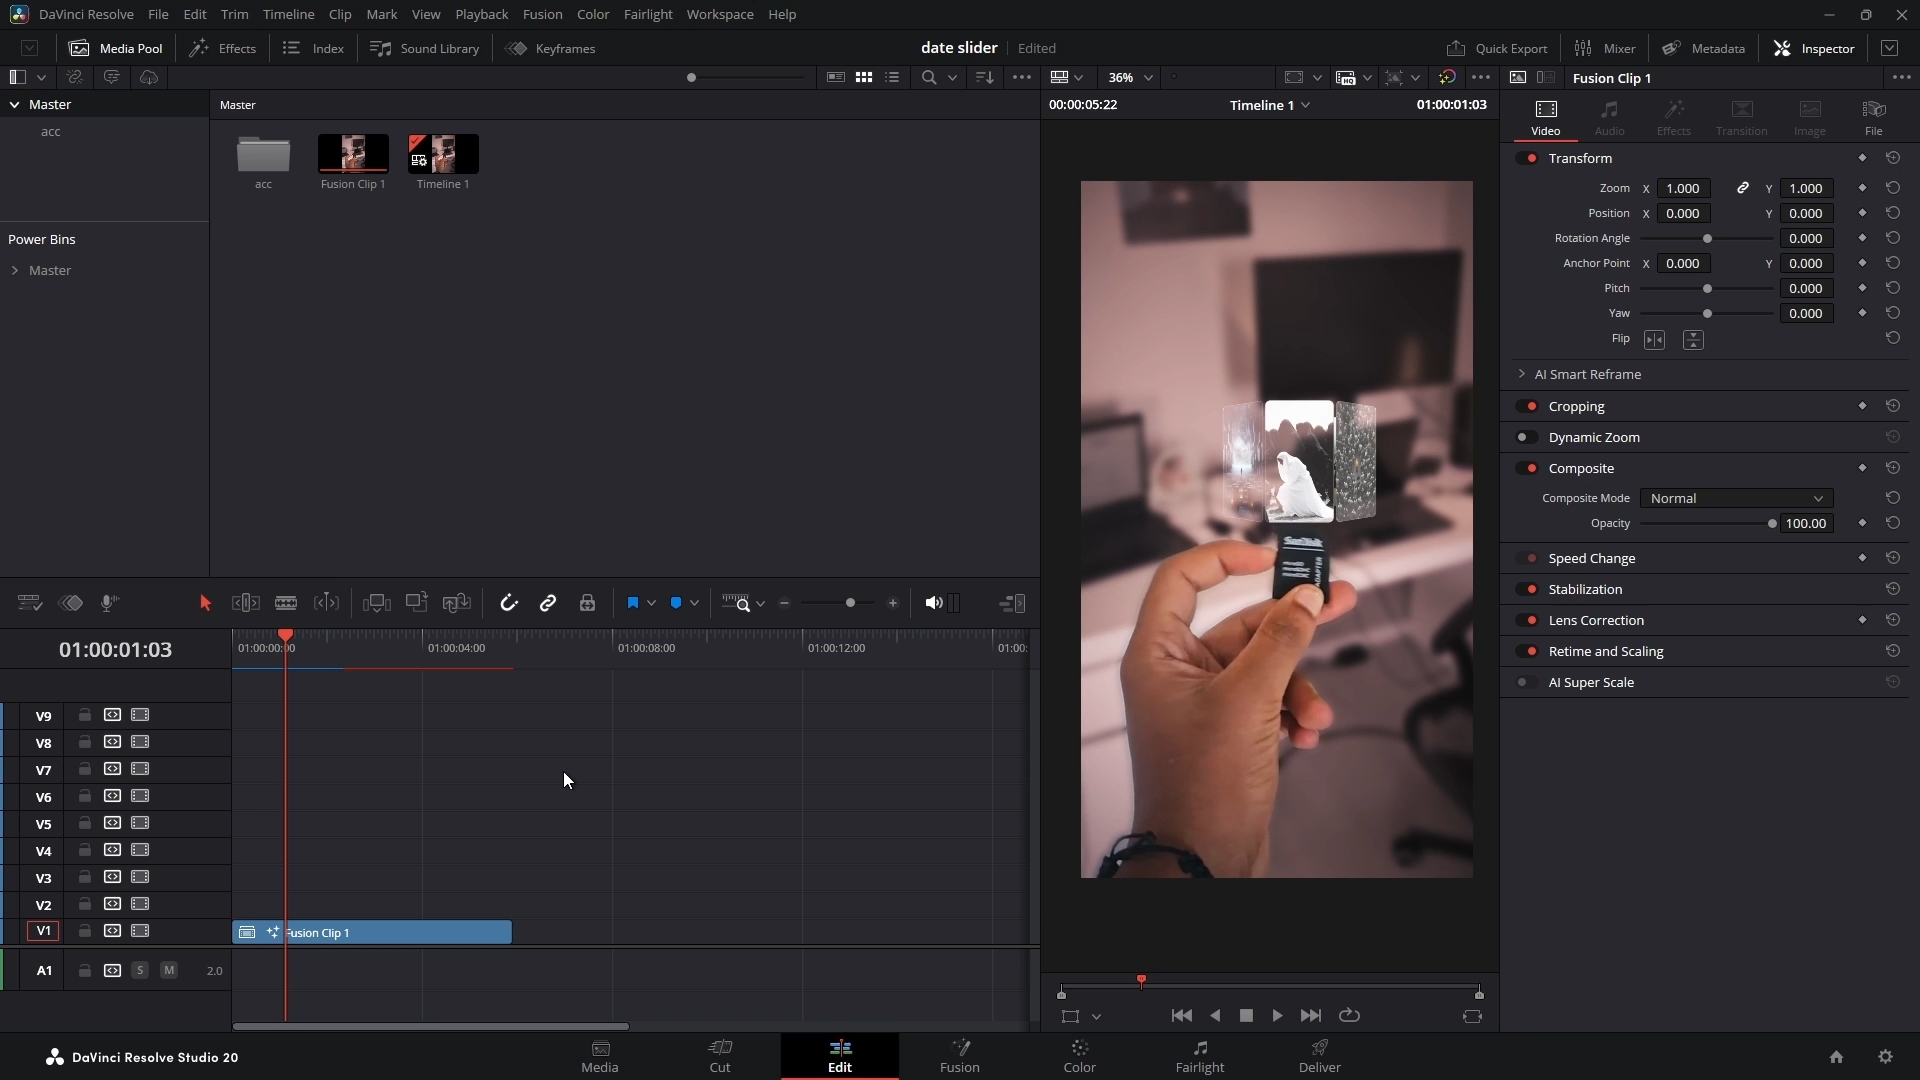 DaVinci Resolve File Edit Trim Timeline Clip Mark View Playback Fusion Color Fairlight Workspace Help
Media Pool Effects Index Sound Library Keyframes date slider Edited Quick Export Mixer Metadata Inspector
36% Fusion Clip 1
Master Master 00:00:05:22 Timeline 1 01:00:01:03
acc
acc Fusion Clip 1 Timeline 1
Power Bins
Master
Video Audio Effects Transition Image File
Transform
Zoom X 1.000 Y 1.000
Position X 0.000 Y 0.000
Rotation Angle 0.000
Anchor Point X 0.000 Y 0.000
Pitch 0.000
Yaw 0.000
Flip
AI Smart Reframe
Cropping
Dynamic Zoom
Composite
Composite Mode Normal
Opacity 100.00
Speed Change
Stabilization
Lens Correction
Retime and Scaling
AI Super Scale
SanDisk
ADAPTER
01:00:01:03 01:00:00:00 01:00:04:00 01:00:08:00 01:00:12:00 01:00:
V9
V8
V7
V6
V5
V4
V3
V2
V1 Fusion Clip 1
A1 S M 2.0
DaVinci Resolve Studio 20 Media Cut Edit Fusion Color Fairlight Deliver